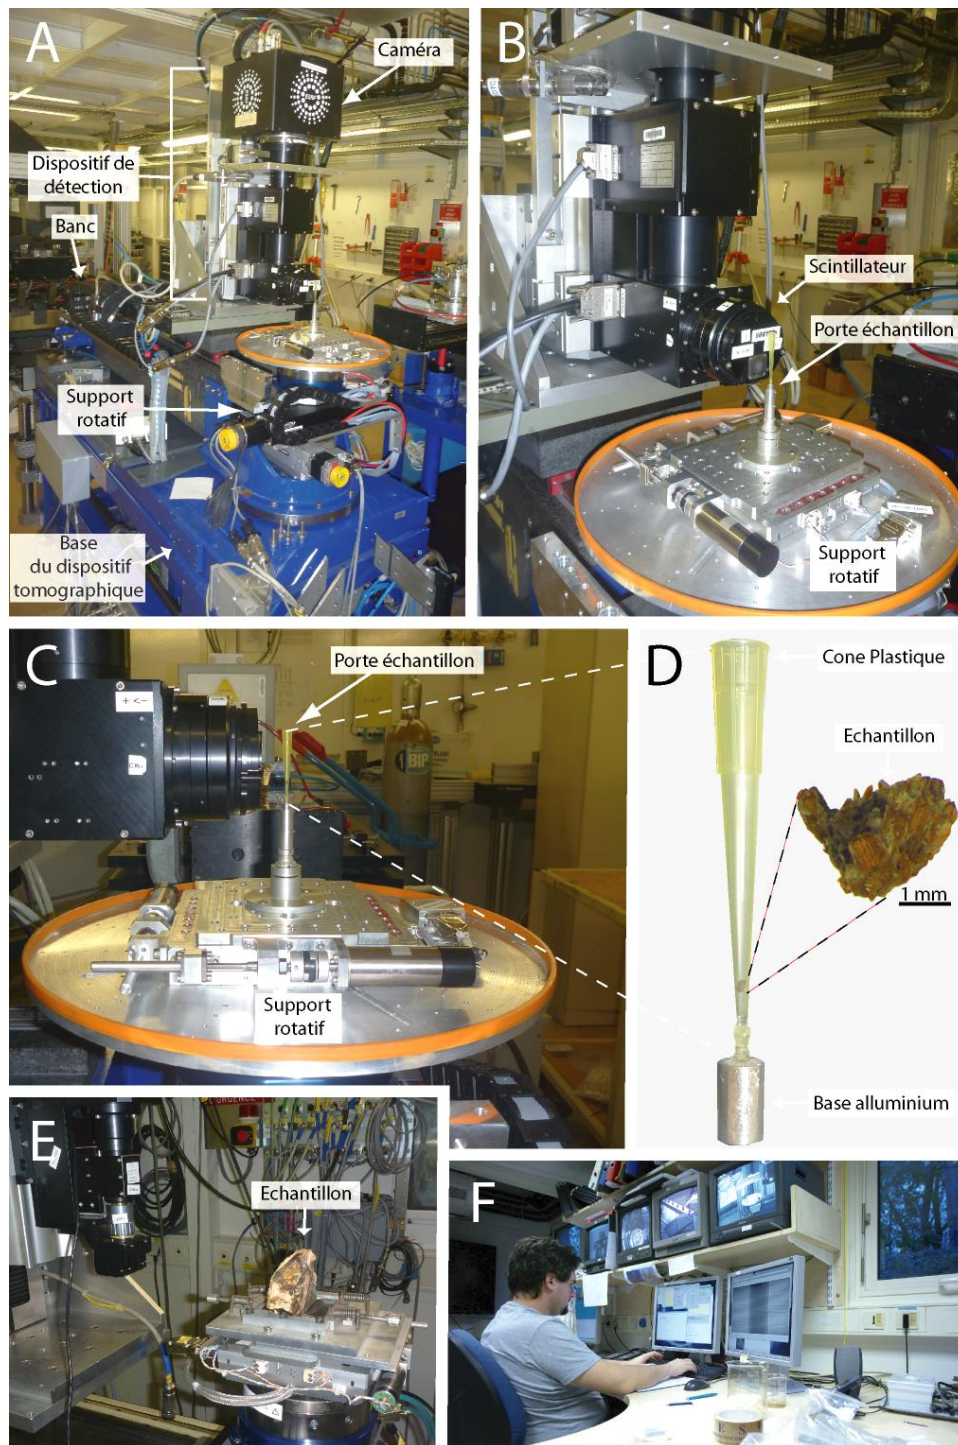 A
Caméra
Dispositif de
détection
Banc
Support
rotatif
Base
du dispositif
tomographique
B
Scintillateur
Porte échantillon
Support
rotatif
C
Porte échantillon
+ <-
BIP
Support
rotatif
D
Cone Plastique
Echantillon
1 mm
Base alluminium
E
L'URGENCE
Echantillon
F